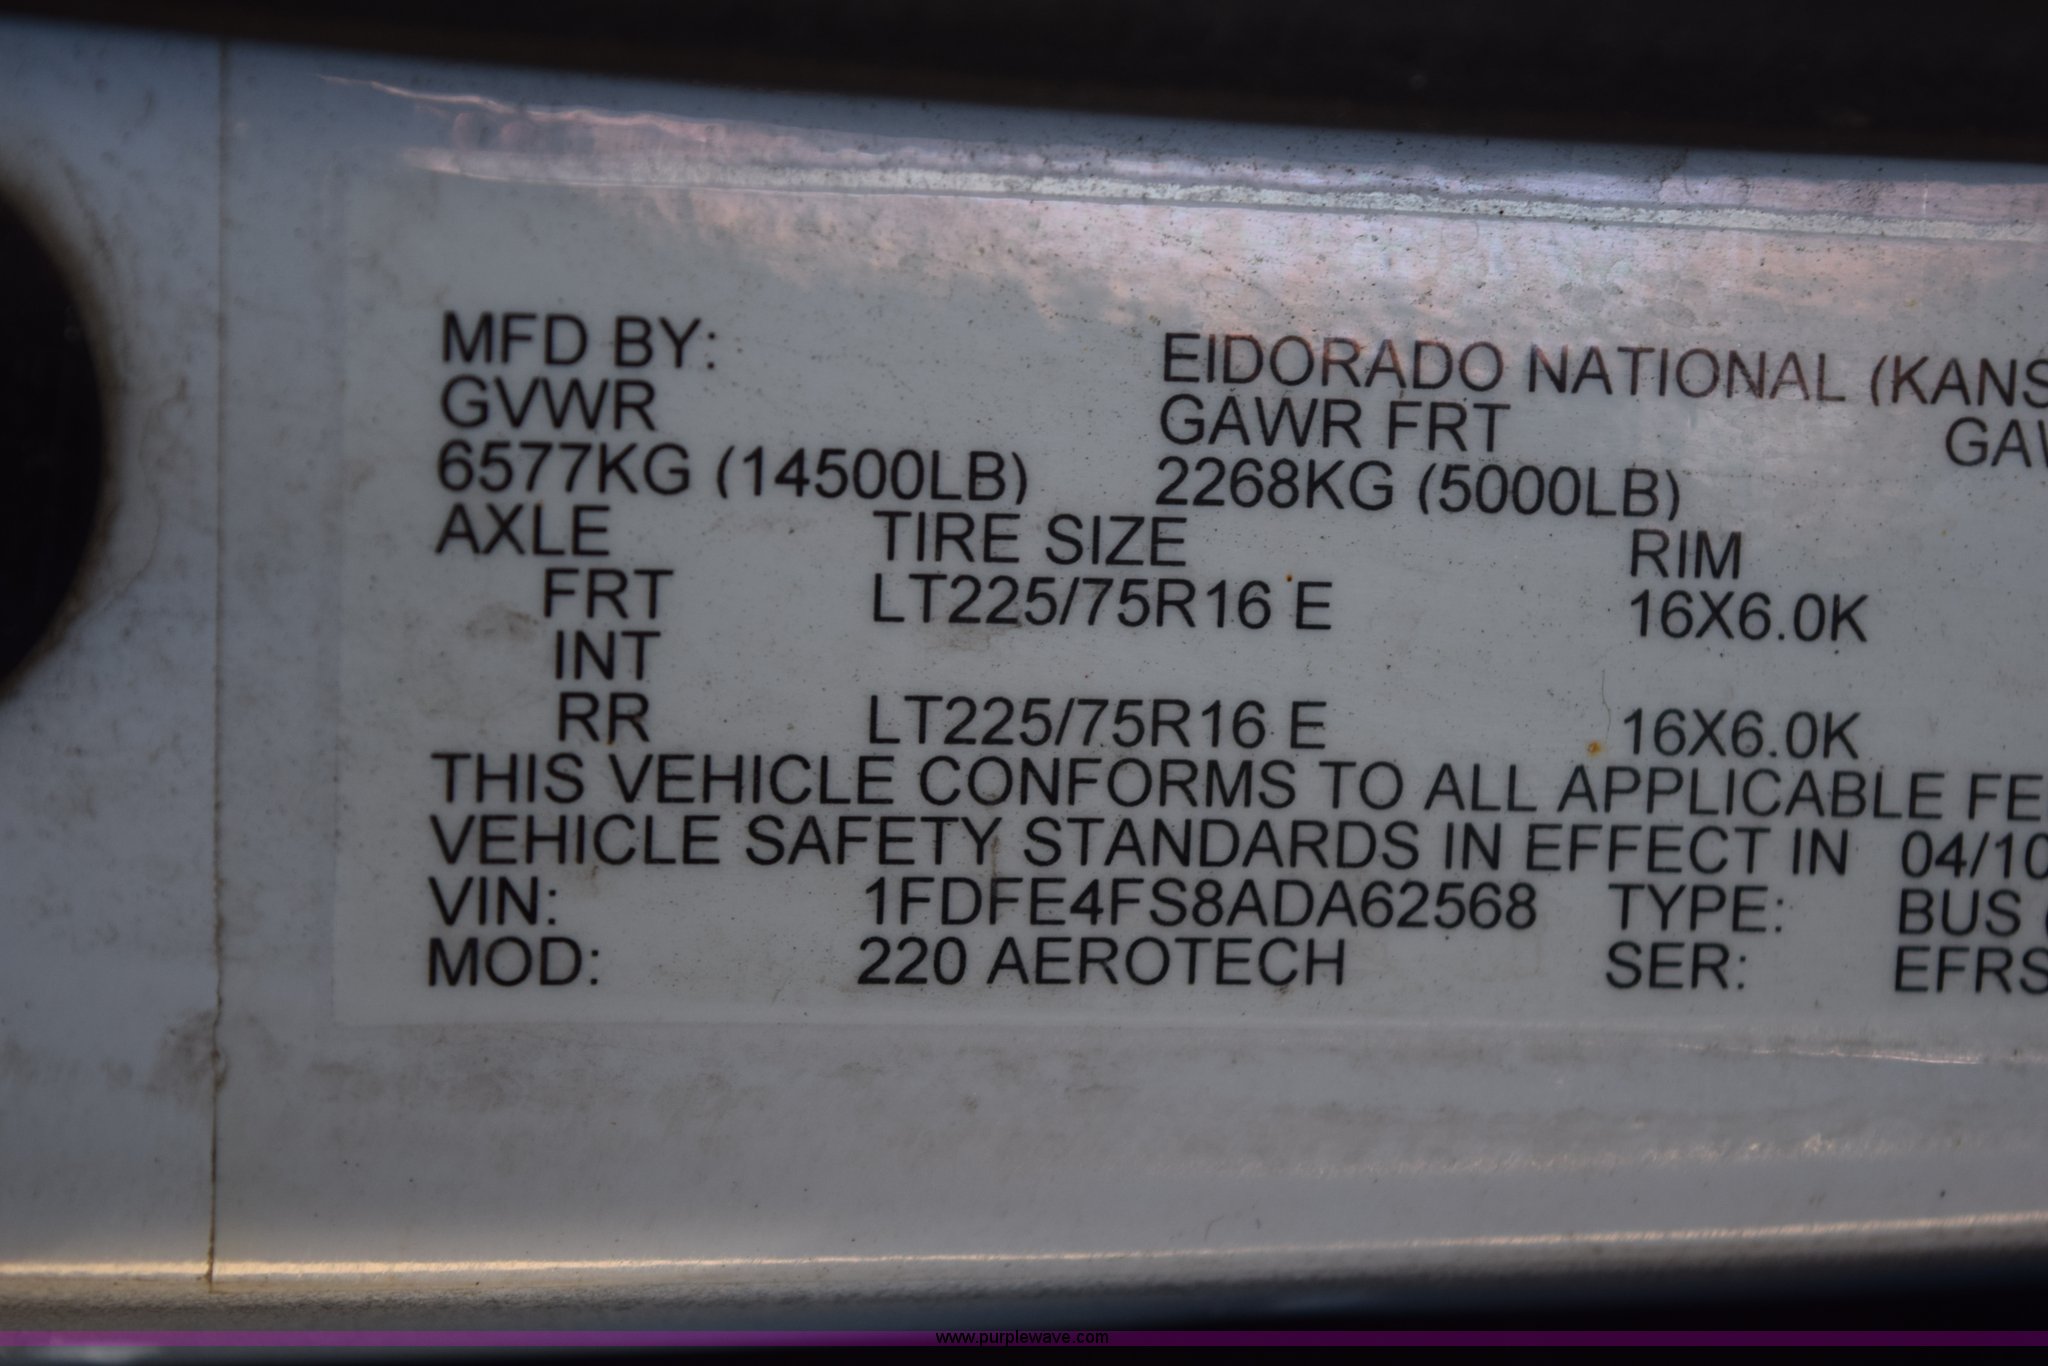 MFD BY: EIDORADO NATIONAL (KANS
GVWR GAWR FRT GAW
6577KG (14500LB) 2268KG (5000LB)
AXLE TIRE SIZE RIM
FRT LT225/75R16 E 16X6.0K
INT
RR LT225/75R16 E 16X6.0K
THIS VEHICLE CONFORMS TO ALL APPLICABLE FE
VEHICLE SAFETY STANDARDS IN EFFECT IN 04/10
VIN: 1FDFE4FS8ADA62568 TYPE: BUS
MOD: 220 AEROTECH SER: EFRS
www.purplewave.com